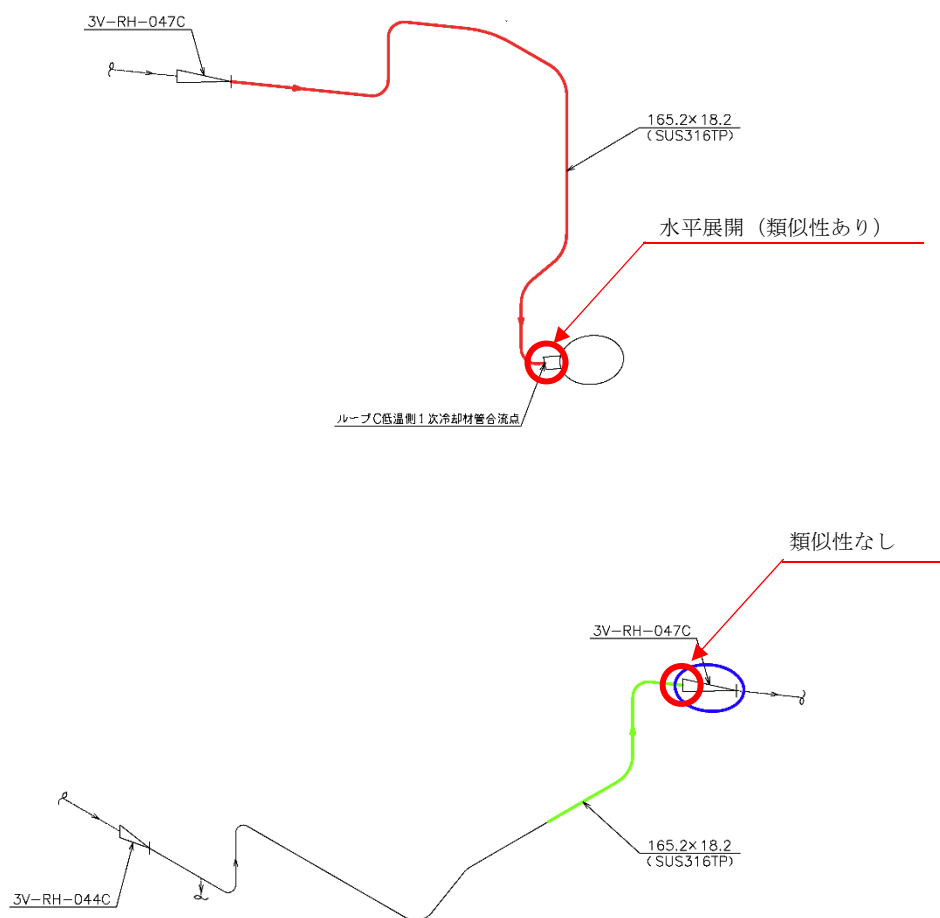 3V-RH-047C
165.2×18.2
(SUS316TP)
水平展開（類似性あり）
ループC低温側1次冷却材管合流点
類似性なし
3V-RH-047C
165.2×18.2
(SUS316TP)
3V-RH-044C